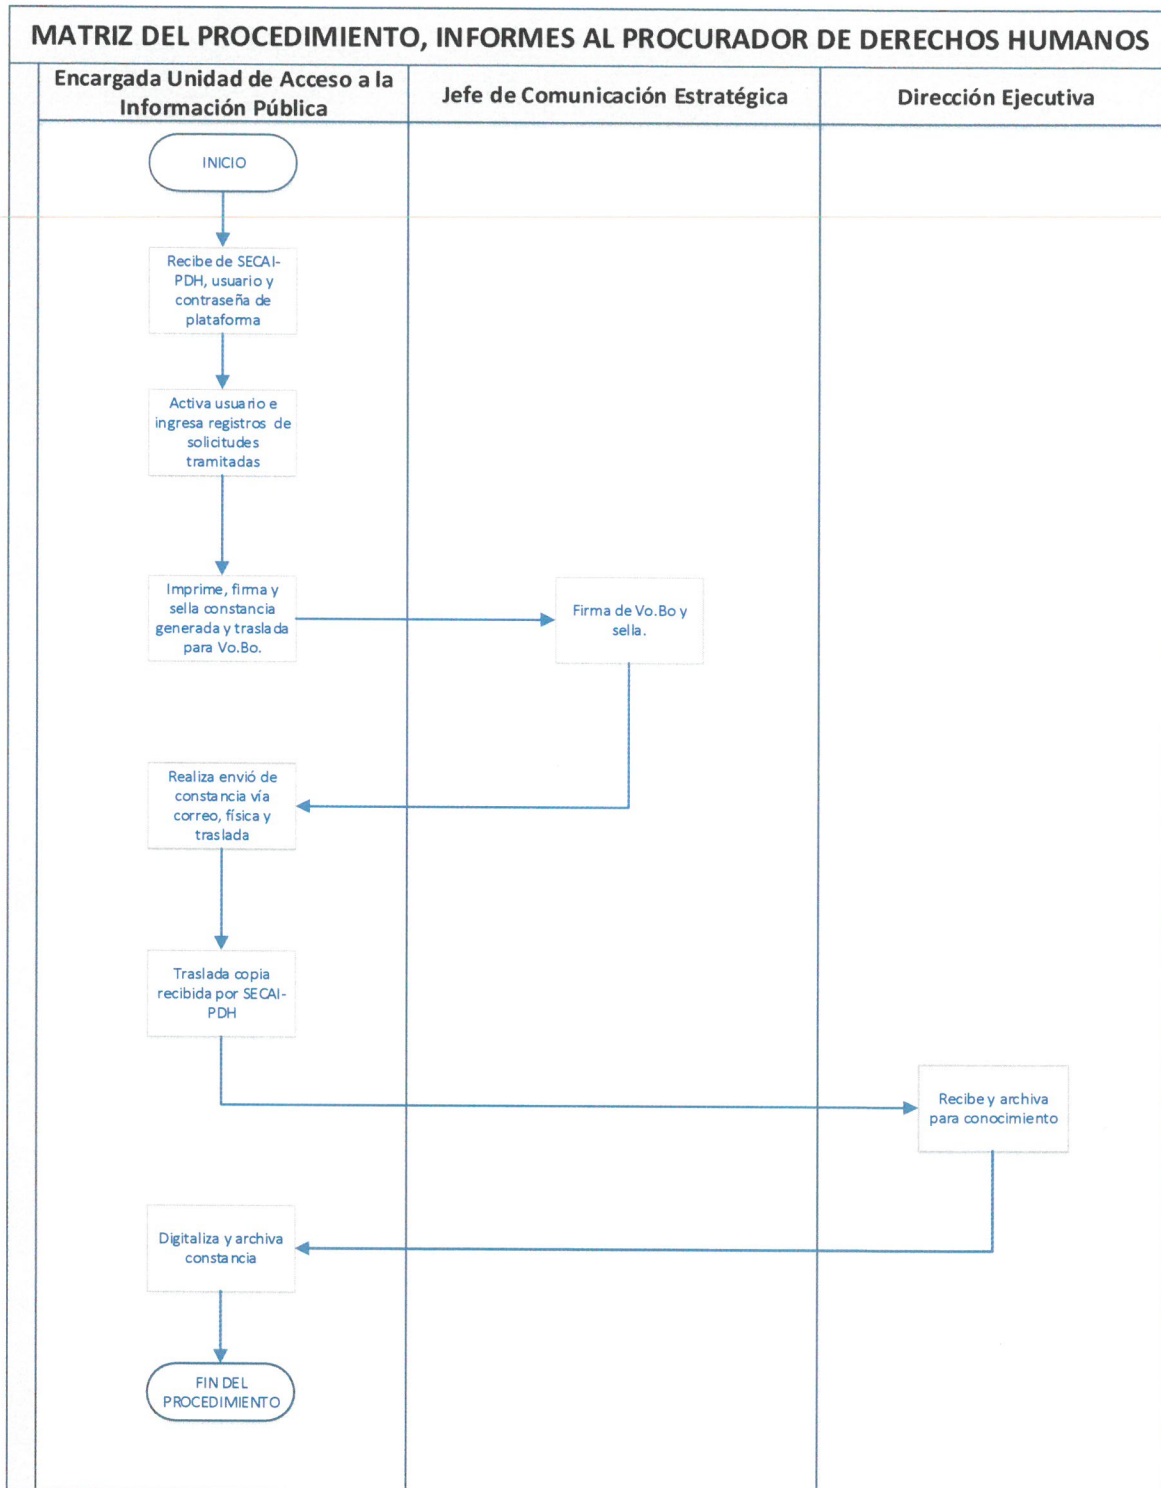 MATRIZ DEL PROCEDIMIENTO, INFORMES AL PROCURADOR DE DERECHOS HUMANOS
Encargada Unidad de Acceso a la
Información Pública
Jefe de Comunicación Estratégica
Dirección Ejecutiva
INICIO
Recibe de SECAI-
PDH, usuario y
contraseña de
plataforma
Activa usuario e
ingresa registros de
solicitudes
tramitadas
Imprime, firma y
sella constancia
generada y traslada
para Vo.Bo.
Firma de Vo.Bo y
sella.
Realiza envió de
constancia vía
correo, física y
traslada
Traslada copia
recibida por SECAI-
PDH
Recibe y archiva
para conocimiento
Digitaliza y archiva
constancia
FIN DEL
PROCEDIMIENTO